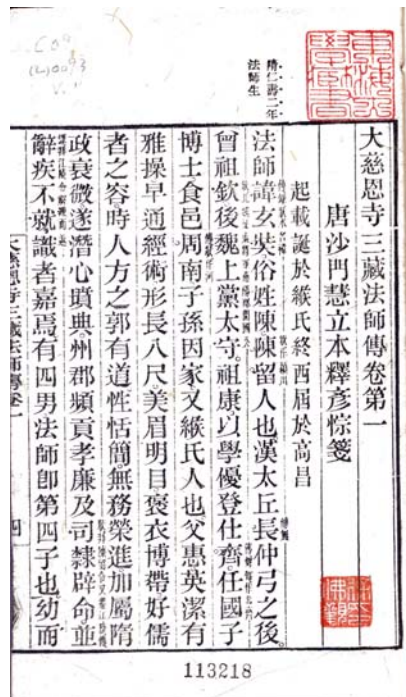 隋仁壽二年
法師生
大慈恩寺三藏法師傳卷第一
唐沙門慧立本釋彥悰箋
起載誕於緱氏終西屆於高昌
法師諱玄奘俗姓陳陳留人也漢太丘長仲弓之後。
曾祖欽後魏上黨太守。祖康以學優登仕齊任國子
博士食邑周南子孫因家又緱氏人也父惠英潔有
雅操早通經術形長八尺。美眉明目褒衣博帶好儒
者之容。時人方之郭有道性恬簡。無務榮進加屬隋
政衰微遂潛心墳典州郡頻貢孝廉及司隸辟命並
辭疾不就識者嘉焉有四男法師即第四子也幼而
大慈恩寺三藏法師傳卷一
四
113218